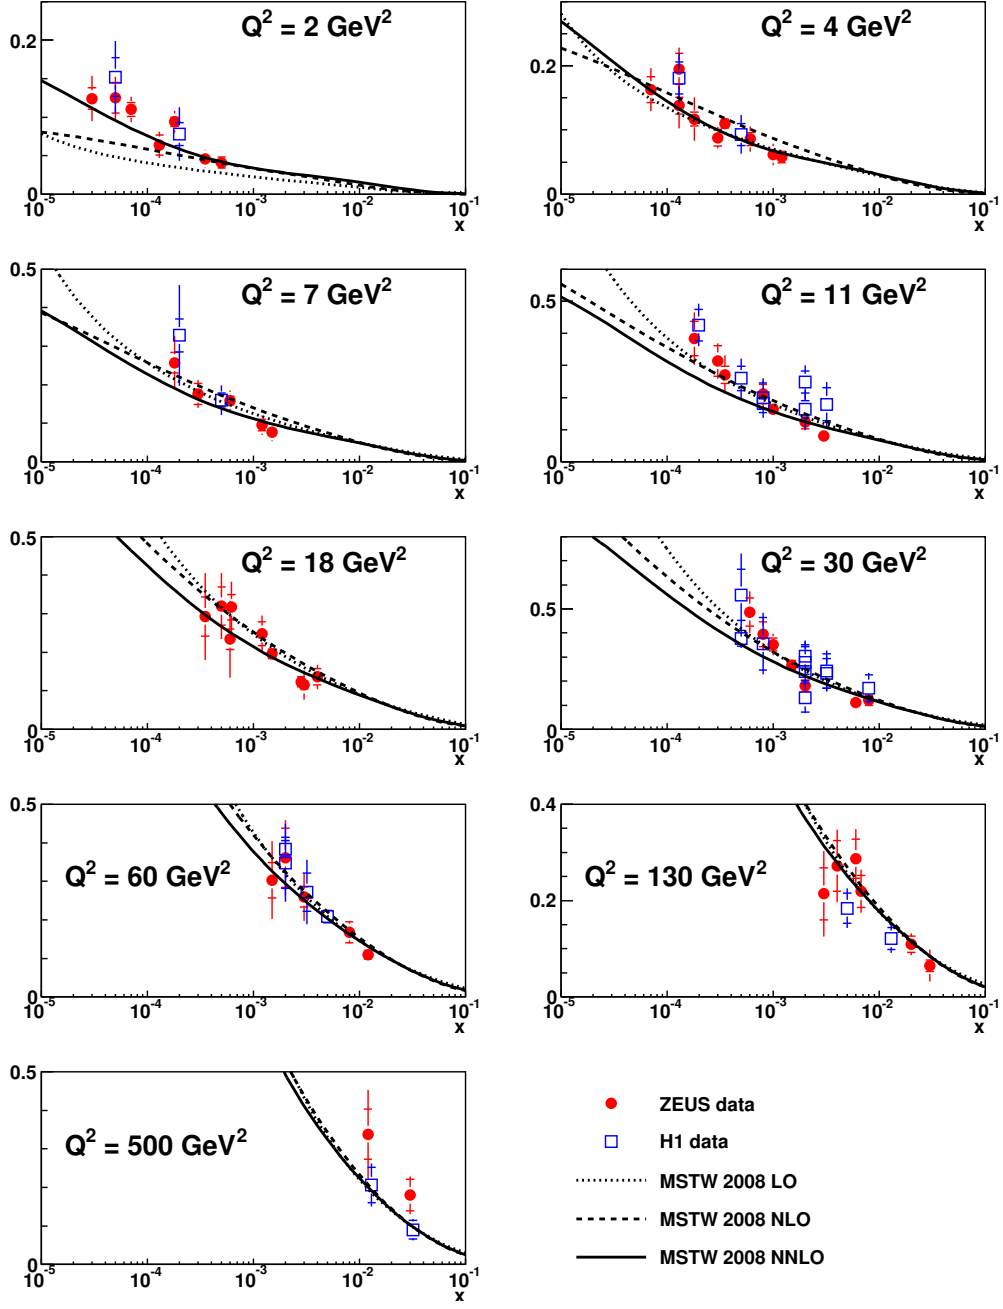 Q² = 2 GeV²
0.2
0
10⁻⁵ 10⁻⁴ 10⁻³ 10⁻² 10⁻¹
x
Q² = 4 GeV²
0.2
0
10⁻⁵ 10⁻⁴ 10⁻³ 10⁻² 10⁻¹
x
Q² = 7 GeV²
0.5
0
10⁻⁵ 10⁻⁴ 10⁻³ 10⁻² 10⁻¹
x
Q² = 11 GeV²
0.5
0
10⁻⁵ 10⁻⁴ 10⁻³ 10⁻² 10⁻¹
x
Q² = 18 GeV²
0.5
0
10⁻⁵ 10⁻⁴ 10⁻³ 10⁻² 10⁻¹
x
Q² = 30 GeV²
0.5
0
10⁻⁵ 10⁻⁴ 10⁻³ 10⁻² 10⁻¹
x
0.5
Q² = 60 GeV²
0
10⁻⁵ 10⁻⁴ 10⁻³ 10⁻² 10⁻¹
x
0.4
Q² = 130 GeV²
0.2
0
10⁻⁵ 10⁻⁴ 10⁻³ 10⁻² 10⁻¹
x
0.5
Q² = 500 GeV²
0
10⁻⁵ 10⁻⁴ 10⁻³ 10⁻² 10⁻¹
x
ZEUS data
H1 data
MSTW 2008 LO
MSTW 2008 NLO
MSTW 2008 NNLO